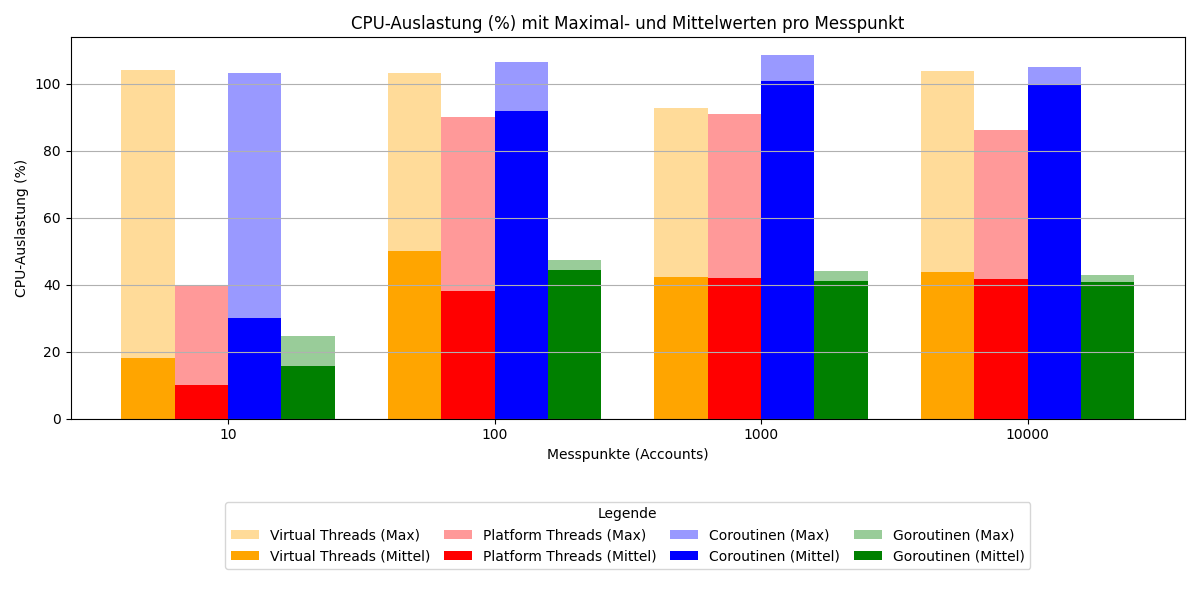 CPU-Auslastung (%) mit Maximal- und Mittelwerten pro Messpunkt
CPU-Auslastung (%)
100
80
60
40
20
0
10 100 1000 10000
Messpunkte (Accounts)
Legende
Virtual Threads (Max) Platform Threads (Max) Coroutinen (Max) Goroutinen (Max)
Virtual Threads (Mittel) Platform Threads (Mittel) Coroutinen (Mittel) Goroutinen (Mittel)